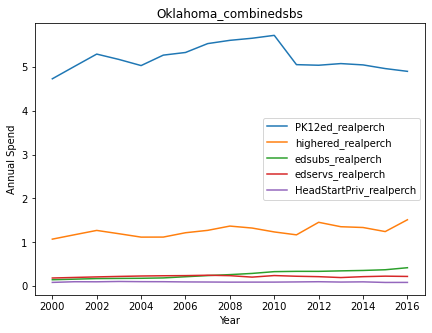 Oklahoma_combinedsbs
Annual Spend
5
4
3
2
1
0
PK12ed_realperch
highered_realperch
edsubs_realperch
edservs_realperch
HeadStartPriv_realperch
2000 2002 2004 2006 2008 2010 2012 2014 2016
Year